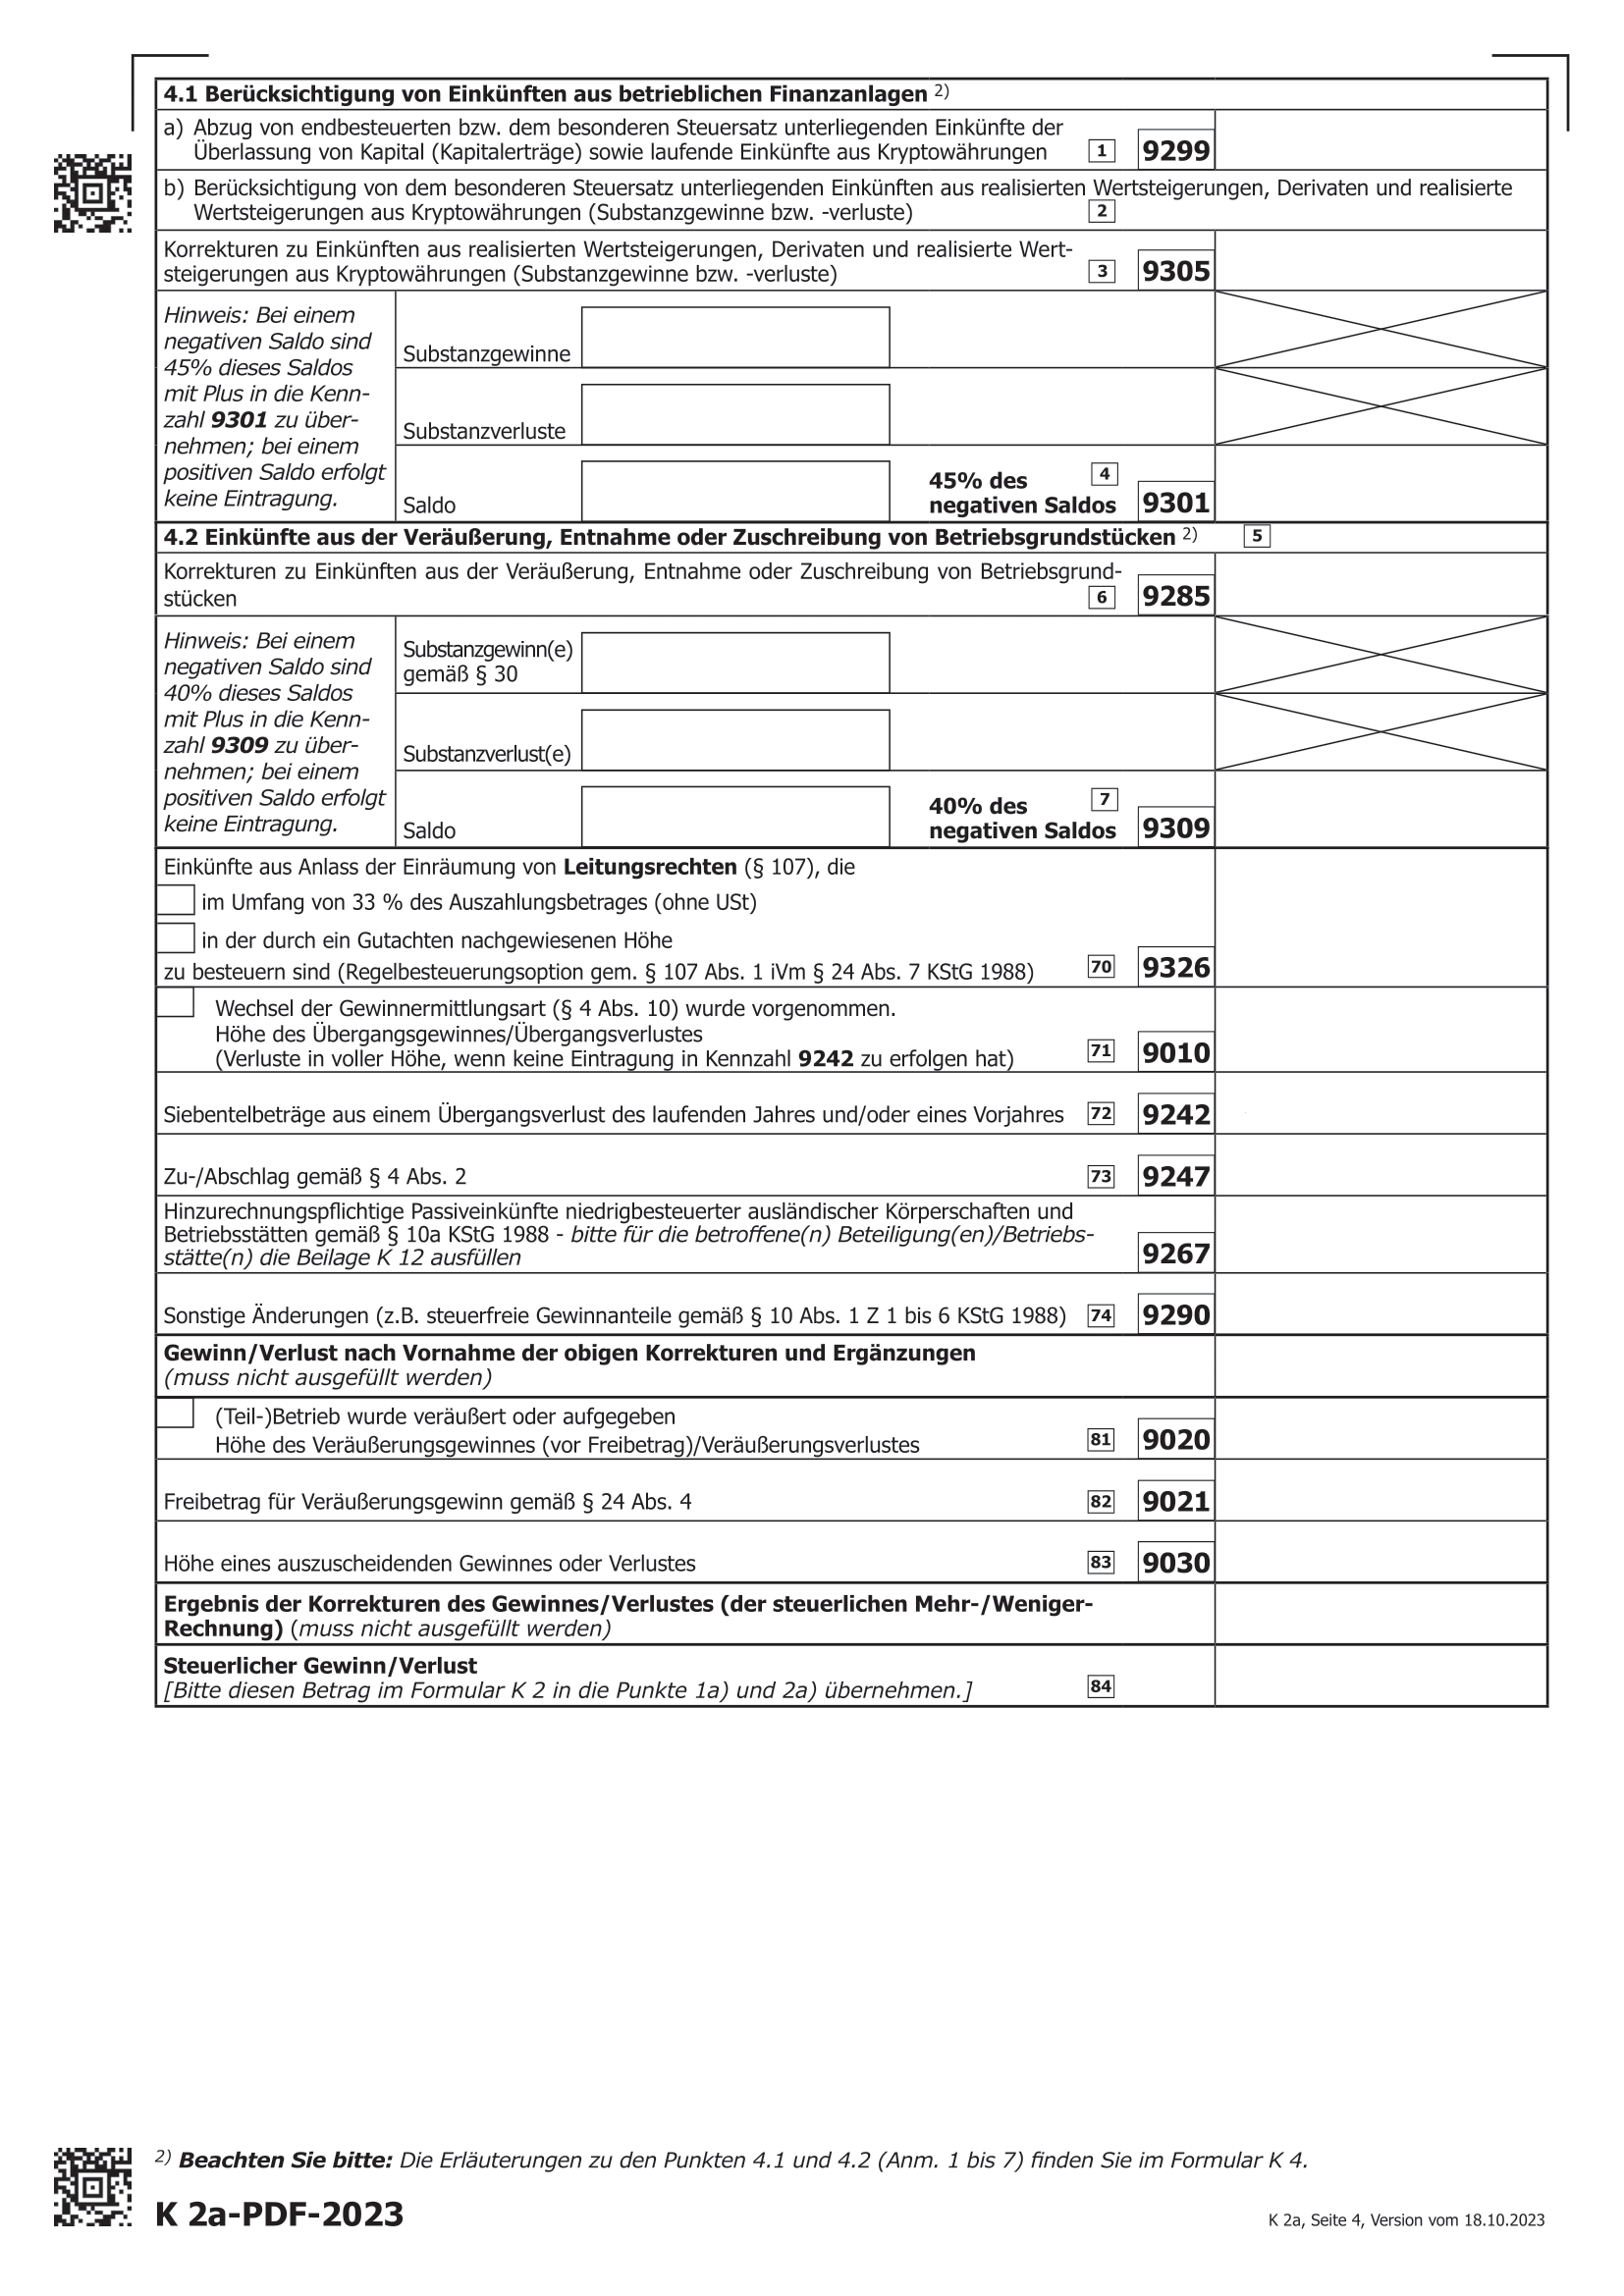 4.1 Berücksichtigung von Einkünften aus betrieblichen Finanzanlagen 2)
a) Abzug von endbesteuerten bzw. dem besonderen Steuersatz unterliegenden Einkünfte der
Überlassung von Kapital (Kapitalerträge) sowie laufende Einkünfte aus Kryptowährungen 1 9299
b) Berücksichtigung von dem besonderen Steuersatz unterliegenden Einkünften aus realisierten Wertsteigerungen, Derivaten und realisierte
Wertsteigerungen aus Kryptowährungen (Substanzgewinne bzw. -verluste) 2
Korrekturen zu Einkünften aus realisierten Wertsteigerungen, Derivaten und realisierte Wert-
steigerungen aus Kryptowährungen (Substanzgewinne bzw. -verluste) 3 9305
Hinweis: Bei einem
negativen Saldo sind
45% dieses Saldos
mit Plus in die Kenn-
zahl 9301 zu über-
nehmen; bei einem
positiven Saldo erfolgt
keine Eintragung.
Substanzgewinne
Substanzverluste
Saldo
45% des 4
negativen Saldos 9301
4.2 Einkünfte aus der Veräußerung, Entnahme oder Zuschreibung von Betriebsgrundstücken 2) 5
Korrekturen zu Einkünften aus der Veräußerung, Entnahme oder Zuschreibung von Betriebsgrund-
stücken 6 9285
Hinweis: Bei einem
negativen Saldo sind
40% dieses Saldos
mit Plus in die Kenn-
zahl 9309 zu über-
nehmen; bei einem
positiven Saldo erfolgt
keine Eintragung.
Substanzgewinn(e)
gemäß § 30
Substanzverlust(e)
Saldo
40% des 7
negativen Saldos 9309
Einkünfte aus Anlass der Einräumung von Leitungsrechten (§ 107), die
im Umfang von 33 % des Auszahlungsbetrages (ohne USt)
in der durch ein Gutachten nachgewiesenen Höhe
zu besteuern sind (Regelbesteuerungsoption gem. § 107 Abs. 1 iVm § 24 Abs. 7 KStG 1988) 70 9326
Wechsel der Gewinnermittlungsart (§ 4 Abs. 10) wurde vorgenommen.
Höhe des Übergangsgewinnes/Übergangsverlustes
(Verluste in voller Höhe, wenn keine Eintragung in Kennzahl 9242 zu erfolgen hat) 71 9010
Siebentelbeträge aus einem Übergangsverlust des laufenden Jahres und/oder eines Vorjahres 72 9242
Zu-/Abschlag gemäß § 4 Abs. 2 73 9247
Hinzurechnungspflichtige Passiveinkünfte niedrigbesteuerter ausländischer Körperschaften und
Betriebsstätten gemäß § 10a KStG 1988 - bitte für die betroffene(n) Beteiligung(en)/Betriebs-
stätte(n) die Beilage K 12 ausfüllen 9267
Sonstige Änderungen (z.B. steuerfreie Gewinnanteile gemäß § 10 Abs. 1 Z 1 bis 6 KStG 1988) 74 9290
Gewinn/Verlust nach Vornahme der obigen Korrekturen und Ergänzungen
(muss nicht ausgefüllt werden)
(Teil-)Betrieb wurde veräußert oder aufgegeben
Höhe des Veräußerungsgewinnes (vor Freibetrag)/Veräußerungsverlustes 81 9020
Freibetrag für Veräußerungsgewinn gemäß § 24 Abs. 4 82 9021
Höhe eines auszuscheidenden Gewinnes oder Verlustes 83 9030
Ergebnis der Korrekturen des Gewinnes/Verlustes (der steuerlichen Mehr-/Weniger-
Rechnung) (muss nicht ausgefüllt werden)
Steuerlicher Gewinn/Verlust
[Bitte diesen Betrag im Formular K 2 in die Punkte 1a) und 2a) übernehmen.] 84
2) Beachten Sie bitte: Die Erläuterungen zu den Punkten 4.1 und 4.2 (Anm. 1 bis 7) finden Sie im Formular K 4.
K 2a-PDF-2023
K 2a, Seite 4, Version vom 18.10.2023